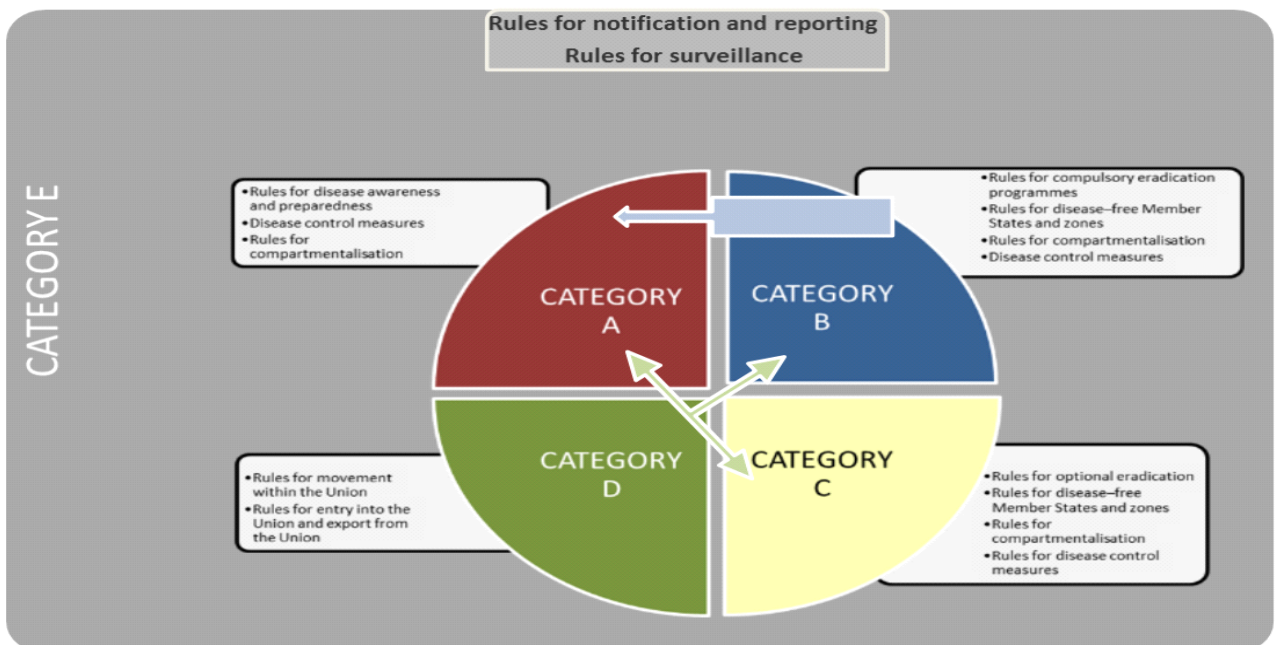 Rules for notification and reporting
Rules for surveillance
CATEGORY E
•Rules for disease awareness
and preparedness
•Disease control measures
•Rules for
compartmentalisation
•Rules for compulsory eradication
programmes
•Rules for disease–free Member
States and zones
•Rules for compartmentalisation
•Disease control measures
CATEGORY
A
CATEGORY
B
CATEGORY
D
CATEGORY
C
•Rules for movement
within the Union
•Rules for entry into the
Union and export from
the Union
•Rules for optional eradication
•Rules for disease–free
Member States and zones
•Rules for
compartmentalisation
•Rules for disease control
measures